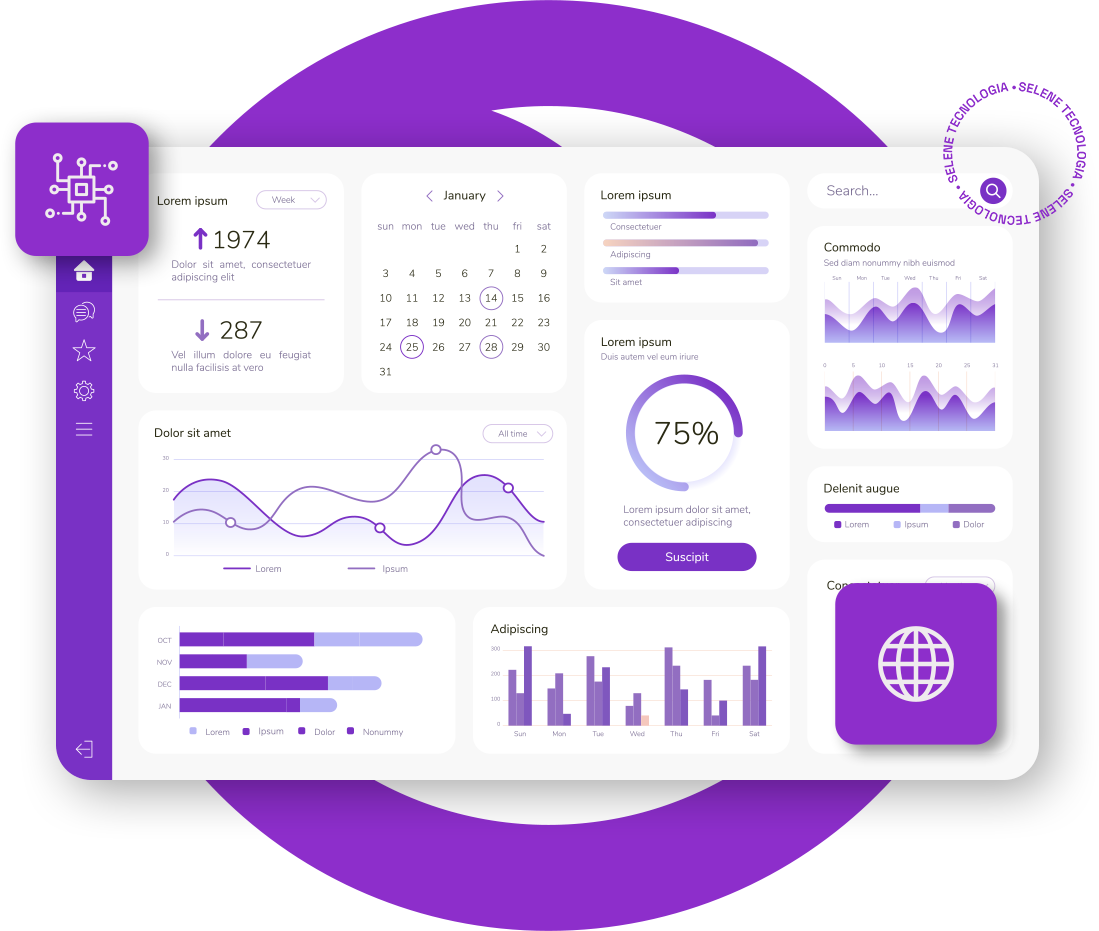 SELENE TECNOLOGIA • SELENE TECNOLOGIA • SELENE TECNOLOGIA •
Lorem ipsum
Week
1974
Dolor sit amet, consectetuer
adipiscing elit
287
Vel illum dolore eu feugiat
nulla facilisis at vero
January
sun mon tue wed thu fri sat
1 2
3 4 5 6 7 8 9
10 11 12 13 14 15 16
17 18 19 20 21 22 23
24 25 26 27 28 29 30
31
Lorem ipsum
Consectetuer
Adipiscing
Sit amet
Search...
Commodo
Sed diam nonummy nibh euismod
Sun Mon Tue Wed Thu Fri Sat
0 5 10 15 20 25 31
Lorem ipsum
Duis autem vel eum iriure
75%
Lorem ipsum dolor sit amet,
consectetuer adipiscing
Suscipit
Dolor sit amet
All time
30
20
10
0
Lorem Ipsum
Delenit augue
Lorem Ipsum Dolor
OCT
NOV
DEC
JAN
Lorem Ipsum Dolor Nonummy
Adipiscing
300
200
100
0
Sun Mon Tue Wed Thu Fri Sat